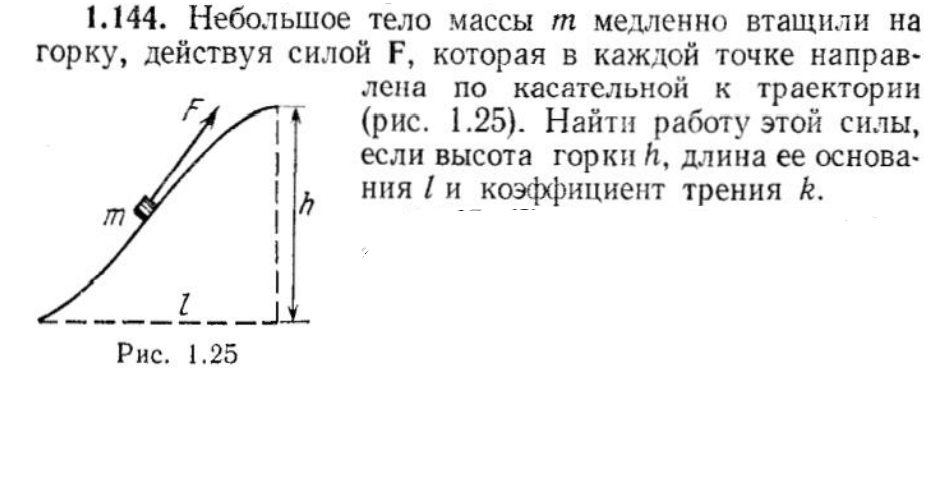 1.144. Небольшое тело массы m медленно втащили на
горку, действуя силой F, которая в каждой точке направ-
лена по касательной к траектории
(рис. 1.25). Найти работу этой силы,
если высота горки h, длина ее основа-
ния l и коэффициент трения k.
F
m
h
l
Рис. 1.25